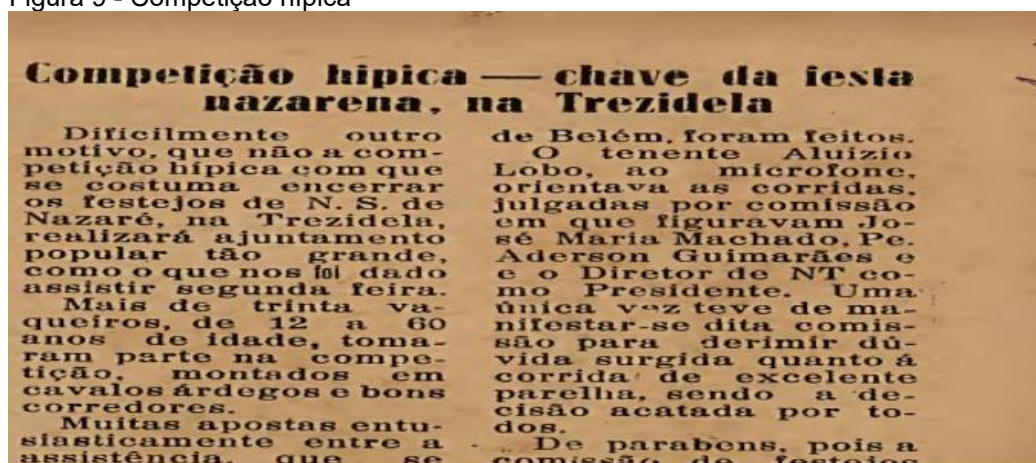 Figura 9 - Competição hípica
Competição hipica — chave da festa
nazarena, na Trezidela
Dificilmente outro
motivo, que não a com-
petição hipica com que
se costuma encerrar
os festejos de N. S. de
Nazaré, na Trezidela,
realizará ajuntamento
popular tão grande,
como o que nos foi dado
assistir segunda feira.
Mais de trinta va-
queiros, de 12 a 60
anos de idade, toma-
ram parte na compe-
tição, montados em
cavalos árdegos e bons
corredores.
Muitas apostas entu-
siasticamente entre a
assistência, que se
de Belém, foram feitos.
O tenente Aluizio
Lobo, ao microfone,
orientava as corridas,
julgadas por comissão
em que figuravam Jo-
sé Maria Machado, Pe.
Aderson Guimarães e
e o Diretor de NT co-
mo Presidente. Uma
única vez teve de ma-
nifestar-se dita comis-
são para derimir dú-
vida surgida quanto á
corrida de excelente
parelha, sendo a de-
cisão acatada por to-
dos.
De parabens, pois a
comissão de festejos